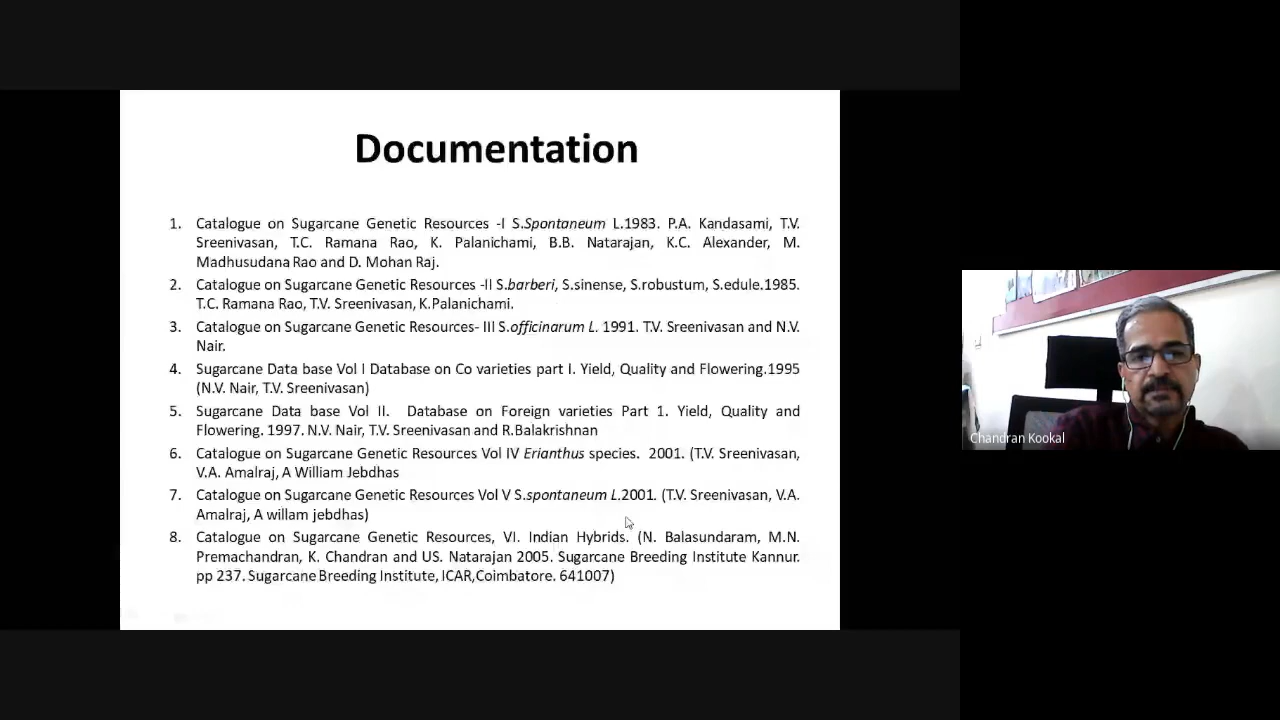 Documentation
1. Catalogue on Sugarcane Genetic Resources -I S.Spontaneum L.1983. P.A. Kandasami, T.V.
Sreenivasan, T.C. Ramana Rao, K. Palanichami, B.B. Natarajan, K.C. Alexander, M.
Madhusudana Rao and D. Mohan Raj.
2. Catalogue on Sugarcane Genetic Resources -II S.barberi, S.sinense, S.robustum, S.edule.1985.
T.C. Ramana Rao, T.V. Sreenivasan, K.Palanichami.
3. Catalogue on Sugarcane Genetic Resources- III S.officinarum L. 1991. T.V. Sreenivasan and N.V.
Nair.
4. Sugarcane Data base Vol I Database on Co varieties part I. Yield, Quality and Flowering.1995
(N.V. Nair, T.V. Sreenivasan)
5. Sugarcane Data base Vol II. Database on Foreign varieties Part 1. Yield, Quality and
Flowering. 1997. N.V. Nair, T.V. Sreenivasan and R.Balakrishnan
6. Catalogue on Sugarcane Genetic Resources Vol IV Erianthus species. 2001. (T.V. Sreenivasan,
V.A. Amalraj, A William Jebdhas
7. Catalogue on Sugarcane Genetic Resources Vol V S.spontaneum L.2001. (T.V. Sreenivasan, V.A.
Amalraj, A willam jebdhas)
8. Catalogue on Sugarcane Genetic Resources, VI. Indian Hybrids. (N. Balasundaram, M.N.
Premachandran, K. Chandran and US. Natarajan 2005. Sugarcane Breeding Institute Kannur.
pp 237. Sugarcane Breeding Institute, ICAR,Coimbatore. 641007)
Chandran Kookal